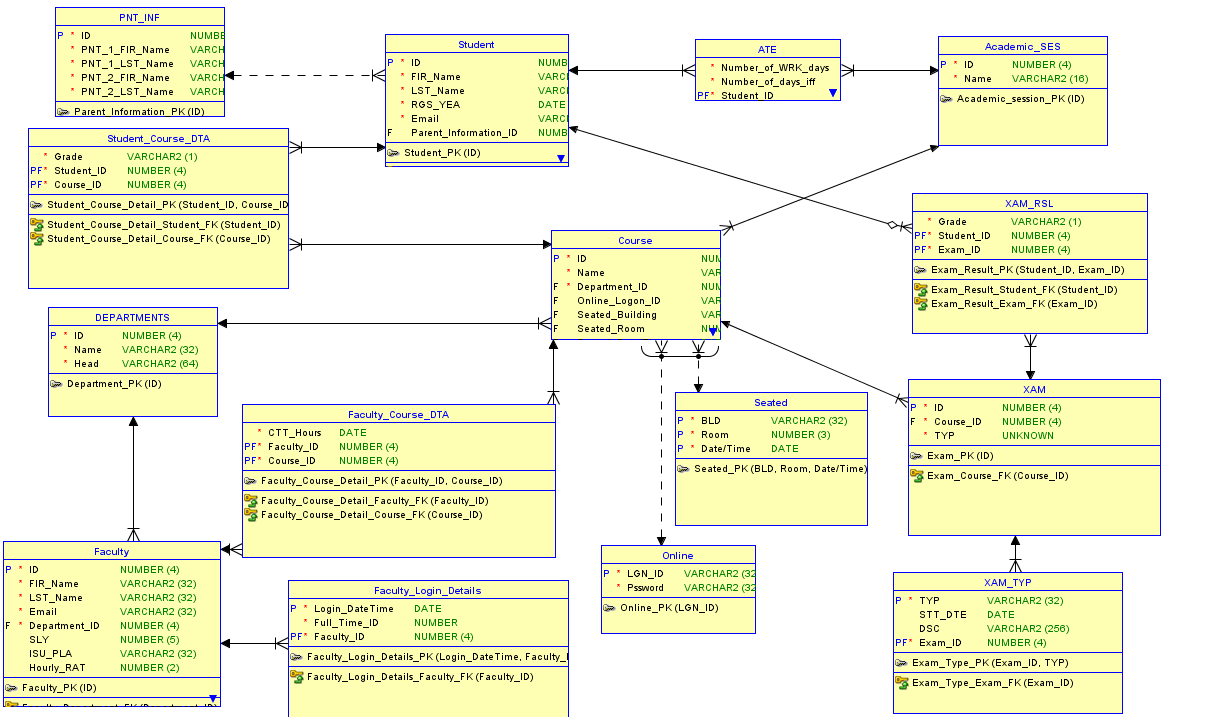 PNT_INF
P * ID NUMBE
* PNT_1_FIR_Name VARCH
* PNT_1_LST_Name VARCH
* PNT_2_FIR_Name VARCH
* PNT_2_LST_Name VARCH
Parent_Information_PK (ID)
Student
P * ID NUMB
* FIR_Name VARC
* LST_Name VARC
* RGS_YEA DATE
* Email VARC
F Parent_Information_ID NUMB
Student_PK (ID)
ATE
* Number_of_WRK_days
* Number_of_days_iff
PF* Student_ID
Academic_SES
P * ID NUMBER (4)
* Name VARCHAR2 (16)
Academic_session_PK (ID)
Student_Course_DTA
* Grade VARCHAR2 (1)
PF* Student_ID NUMBER (4)
PF* Course_ID NUMBER (4)
Student_Course_Detail_PK (Student_ID, Course_ID
Student_Course_Detail_Student_FK (Student_ID)
Student_Course_Detail_Course_FK (Course_ID)
XAM_RSL
* Grade VARCHAR2 (1)
PF* Student_ID NUMBER (4)
PF* Exam_ID NUMBER (4)
Exam_Result_PK (Student_ID, Exam_ID)
Exam_Result_Student_FK (Student_ID)
Exam_Result_Exam_FK (Exam_ID)
Course
P * ID NUM
* Name VAR
F * Department_ID NUM
F Online_Logon_ID VAR
F Seated_Building VAR
F Seated_Room NUM
DEPARTMENTS
P * ID NUMBER (4)
* Name VARCHAR2 (32)
* Head VARCHAR2 (64)
Department_PK (ID)
Faculty_Course_DTA
* CTT_Hours DATE
PF* Faculty_ID NUMBER (4)
PF* Course_ID NUMBER (4)
Faculty_Course_Detail_PK (Faculty_ID, Course_ID)
Faculty_Course_Detail_Faculty_FK (Faculty_ID)
Faculty_Course_Detail_Course_FK (Course_ID)
Seated
P * BLD VARCHAR2 (32)
P * Room NUMBER (3)
P * Date/Time DATE
Seated_PK (BLD, Room, Date/Time)
XAM
P * ID NUMBER (4)
F * Course_ID NUMBER (4)
* TYP UNKNOWN
Exam_PK (ID)
Exam_Course_FK (Course_ID)
Faculty
P * ID NUMBER (4)
* FIR_Name VARCHAR2 (32)
* LST_Name VARCHAR2 (32)
* Email VARCHAR2 (32)
F * Department_ID NUMBER (4)
SLY NUMBER (5)
ISU_PLA VARCHAR2 (32)
Hourly_RAT NUMBER (2)
Faculty_PK (ID)
Faculty_Department_FK (Department_ID)
Faculty_Login_Details
P * Login_DateTime DATE
* Full_Time_ID NUMBER
PF* Faculty_ID NUMBER (4)
Faculty_Login_Details_PK (Login_DateTime, Faculty_I
Faculty_Login_Details_Faculty_FK (Faculty_ID)
Online
P * LGN_ID VARCHAR2 (32
* Pssword VARCHAR2 (32
Online_PK (LGN_ID)
XAM_TYP
P * TYP VARCHAR2 (32)
STT_DTE DATE
DSC VARCHAR2 (256)
PF* Exam_ID NUMBER (4)
Exam_Type_PK (Exam_ID, TYP)
Exam_Type_Exam_FK (Exam_ID)